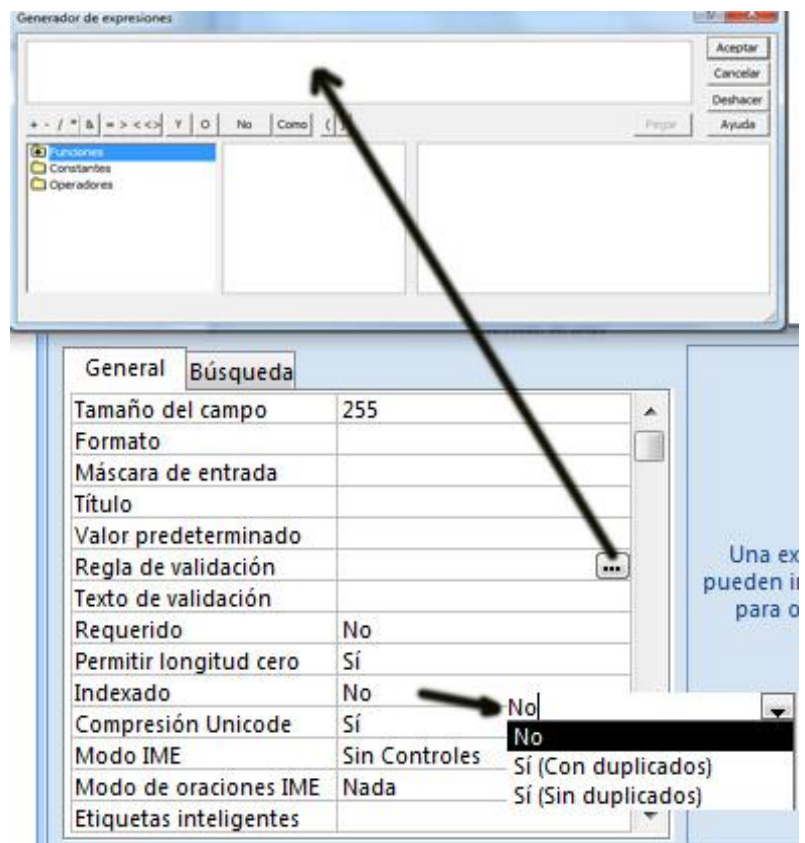 Generador de expresiones
Aceptar
Cancelar
Deshacer
+ - / * & = > < <> Y O No Como ( ) Pegar Ayuda
Funciones
Constantes
Operadores
General Búsqueda
Tamaño del campo 255
Formato
Máscara de entrada
Título
Valor predeterminado
Regla de validación ...
Texto de validación
Requerido No
Permitir longitud cero Sí
Indexado No
Compresión Unicode Sí
Modo IME Sin Controles
Modo de oraciones IME Nada
Etiquetas inteligentes
No
No
Sí (Con duplicados)
Sí (Sin duplicados)
Una ex
pueden i
para o